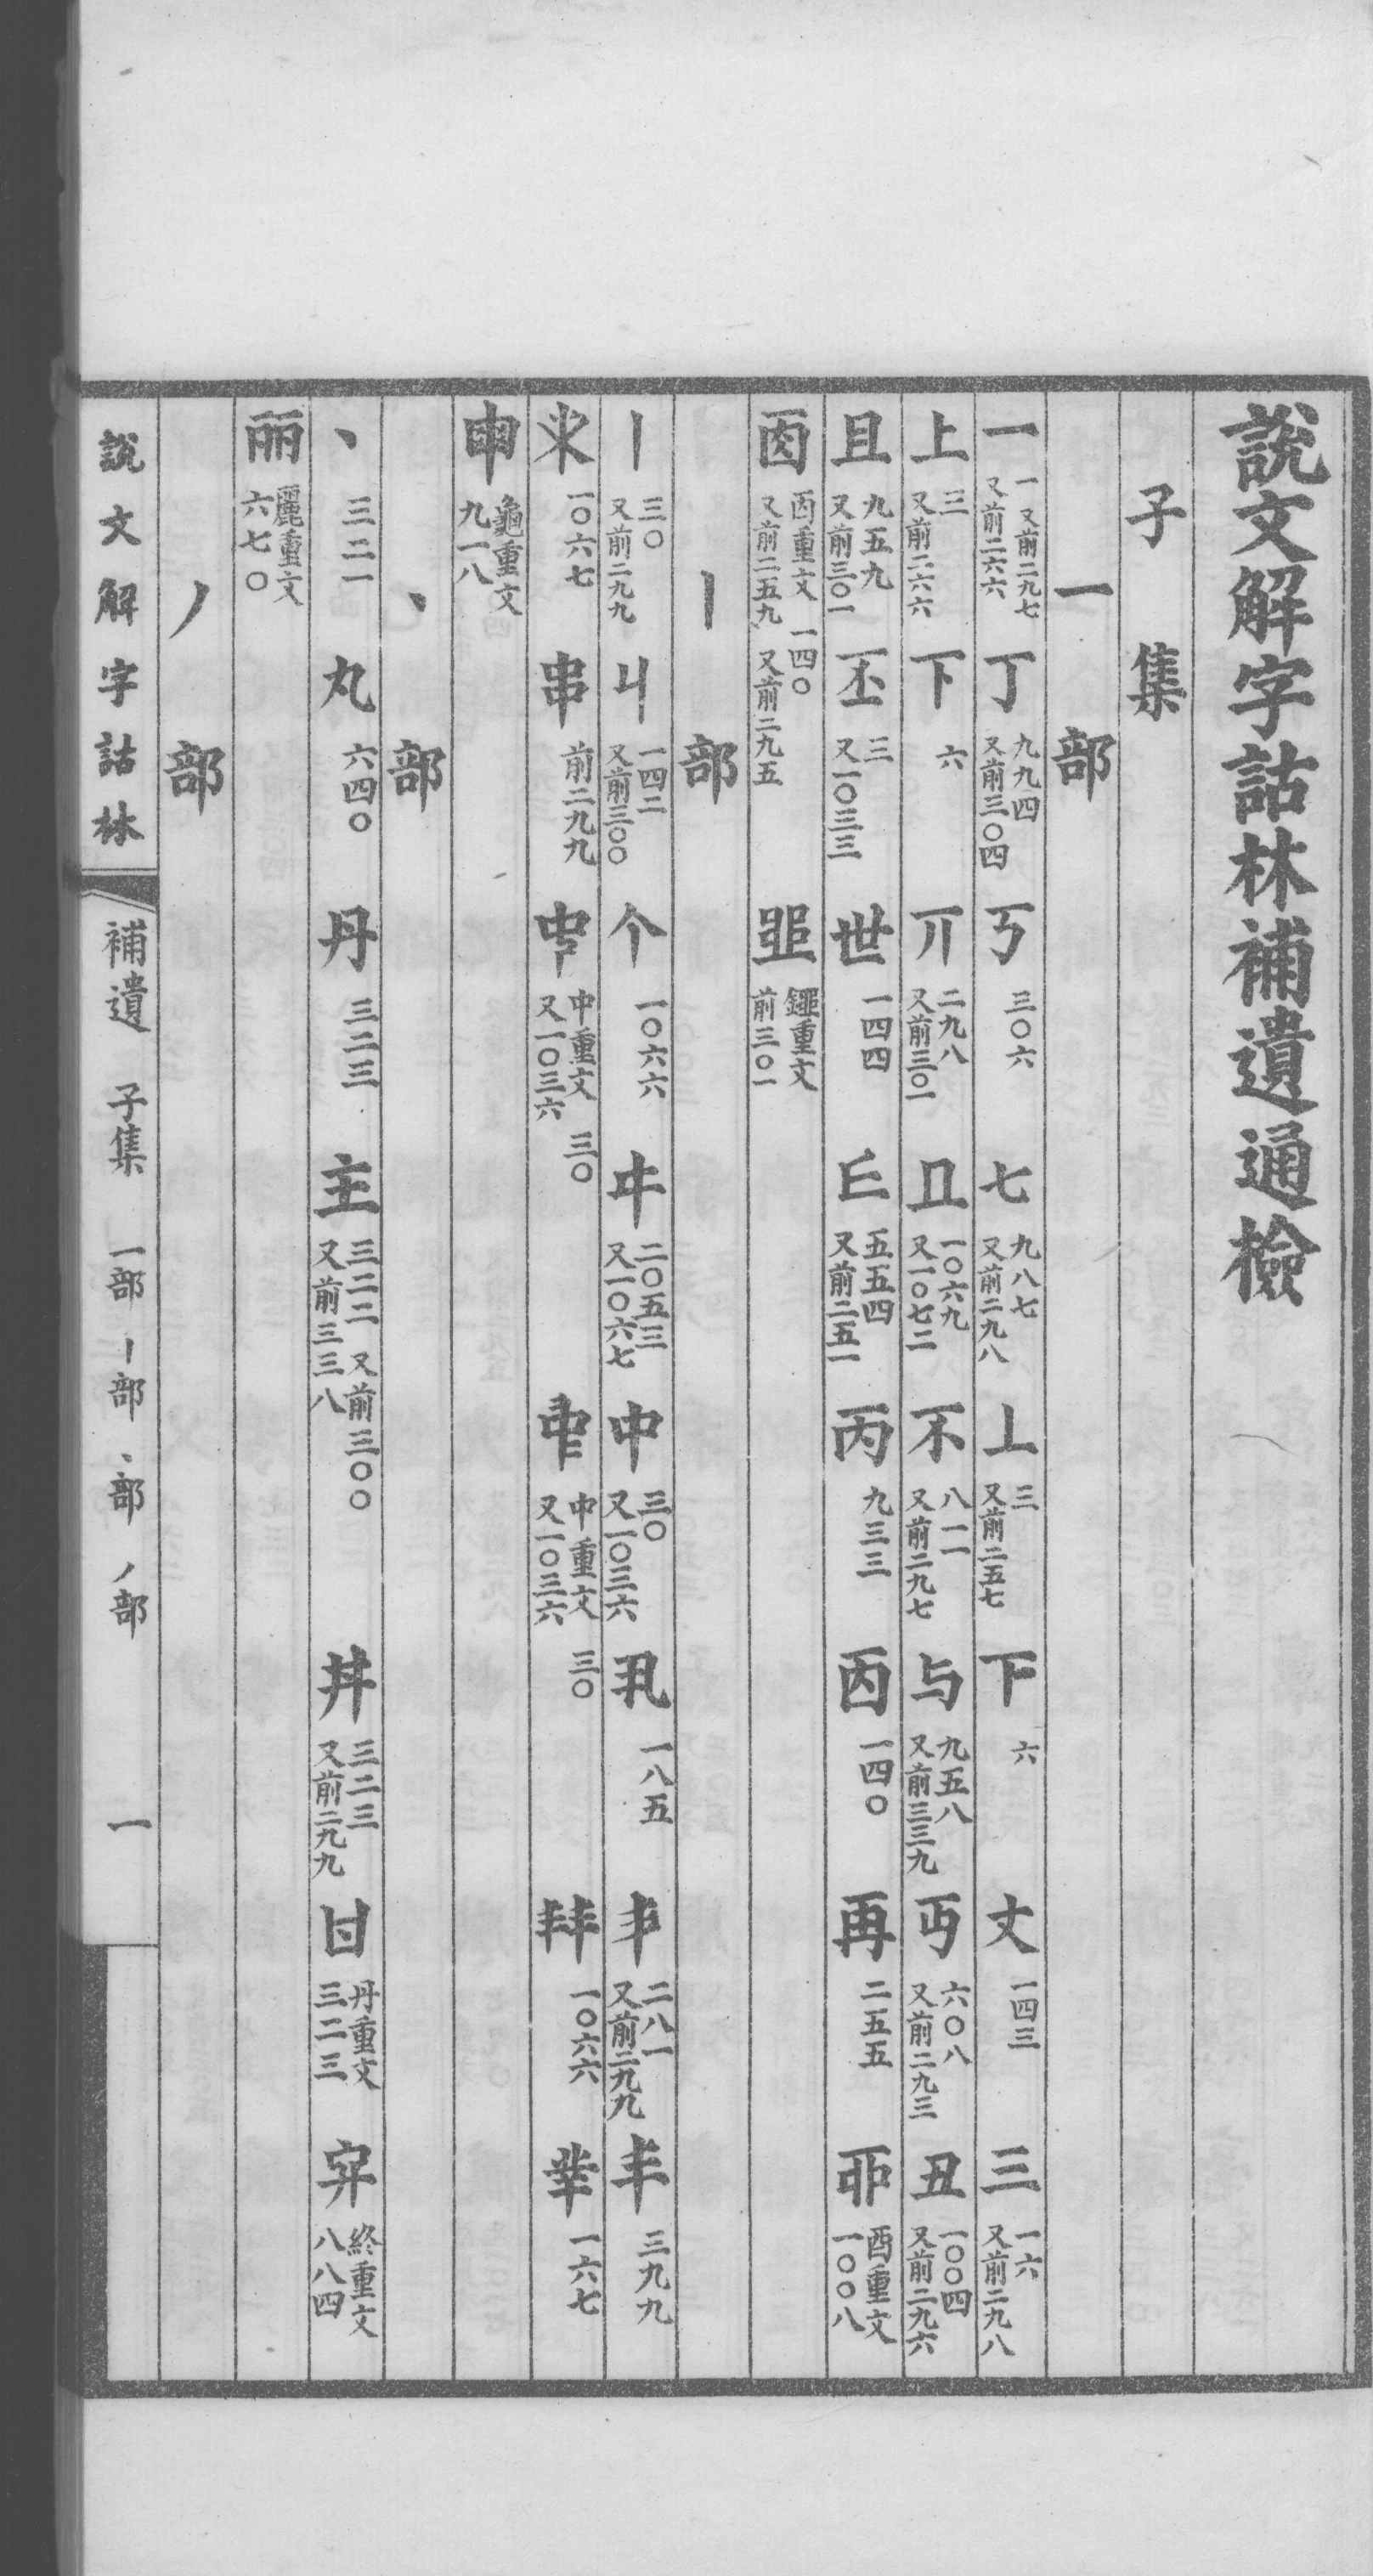 說文解字詁林補遺通檢
子集
一部
一 一 又前二九七 又前二六六 丁 九九四 又前三〇四 丂 三〇六 七 九八七 又前二九八 丄 三 又前二五七 𠄟 六 𠀋 一四三 三 一六 又前二九八
上 三 又前二六六 下 六 丌 二九八 又前三〇一 一〇六九 又一〇七二 不 八一一 又前二九七 与 九五八 又前三三九 丏 六〇八 又前二九三 丑 一〇〇四 又前二九六
且 九五九 又前三〇一 丕 三 又一〇三三 世 一四四 五五四 又前二五一 丙 九三三 㐁 一四〇 再 二五五 丣 酉重文 一〇〇八
㐁重文 一四〇 又前二五九 又前二九五 鑺重文 前三〇一
丨部
丨 三〇 又前二九九 丩 一四二 又前三〇〇 个 一〇六六 㐄 二〇五三 又一〇六七 中 三〇 又一〇三六 丮 一八五 二八一 又前二九九 丰 三九九
一〇六七 串 前二九九 中重文 三〇 又一〇三六 中重文 三〇 又一〇三六 一〇六六 丵 一六七
龜重文 九一八
丶部
丶 三二一 丸 六四〇 丹 三二三 主 三二二 又前三〇〇 又前三三八 丼 三二三 又前二九九 丹重文 三二三 終重文 八八四
丽 麗重文 六七〇
丿部
說文解字詁林 補遺 子集 一部 丨部 丶部 丿部 一